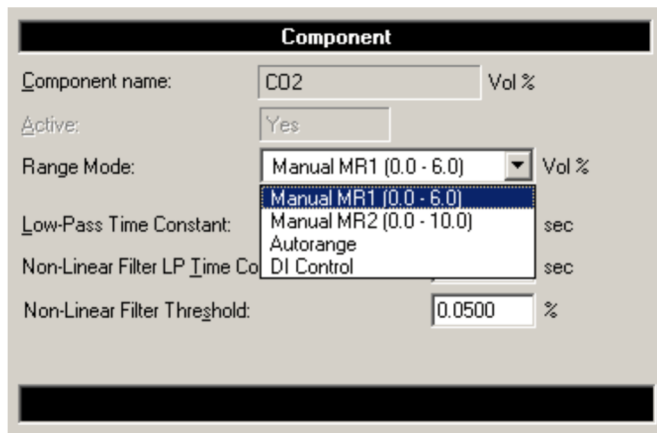 Component
Component name: CO2 Vol %
Active: Yes
Range Mode: Manual MR1 (0.0 - 6.0) Vol %
Manual MR1 (0.0 - 6.0)
Manual MR2 (0.0 - 10.0)
Low-Pass Time Constant: sec
Autorange
DI Control
Non-Linear Filter LP Time Co sec
Non-Linear Filter Threshold: 0.0500 %